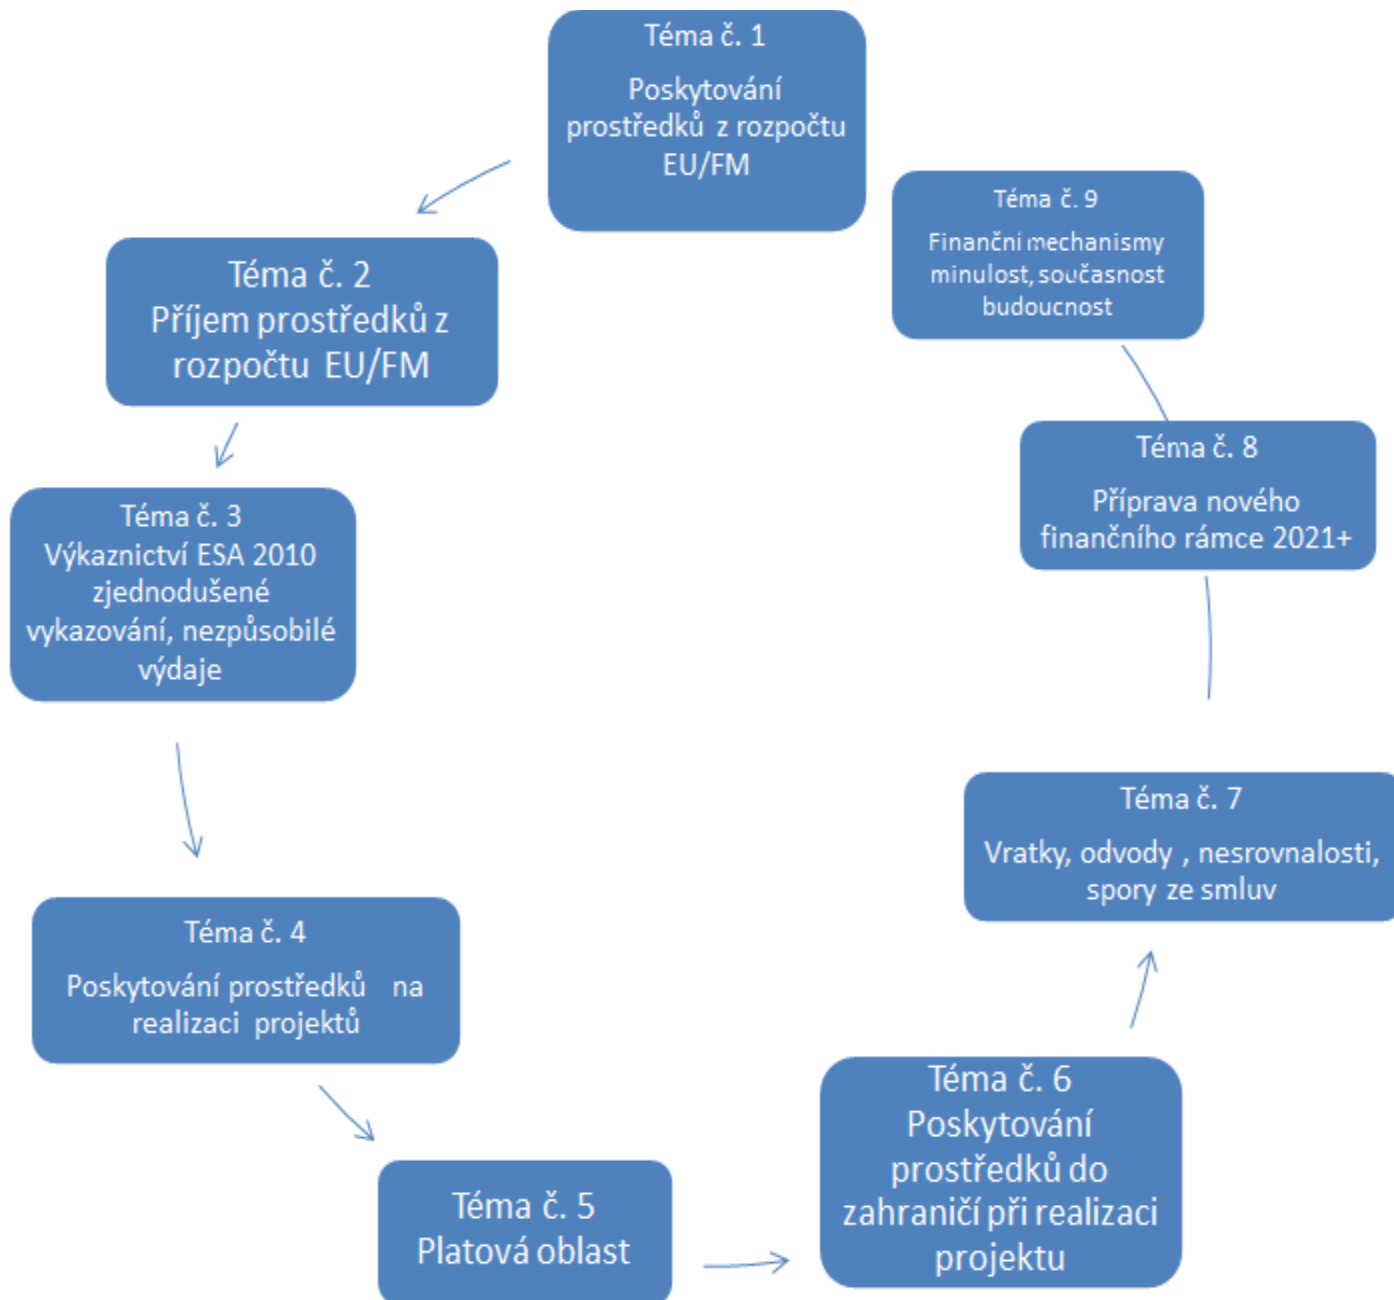 Téma č. 1
Poskytování
prostředků z rozpočtu
EU/FM
Téma č. 2
Příjem prostředků z
rozpočtu EU/FM
Téma č. 3
Výkaznictví ESA 2010
zjednodušené
vykazování, nezpůsobilé
výdaje
Téma č. 4
Poskytování prostředků na
realizaci projektů
Téma č. 5
Platová oblast
Téma č. 6
Poskytování
prostředků do
zahraničí při realizaci
projektu
Téma č. 7
Vratky, odvody , nesrovnalosti,
spory ze smluv
Téma č. 8
Příprava nového
finančního rámce 2021+
Téma č. 9
Finanční mechanismy
minulost, současnost
budoucnost